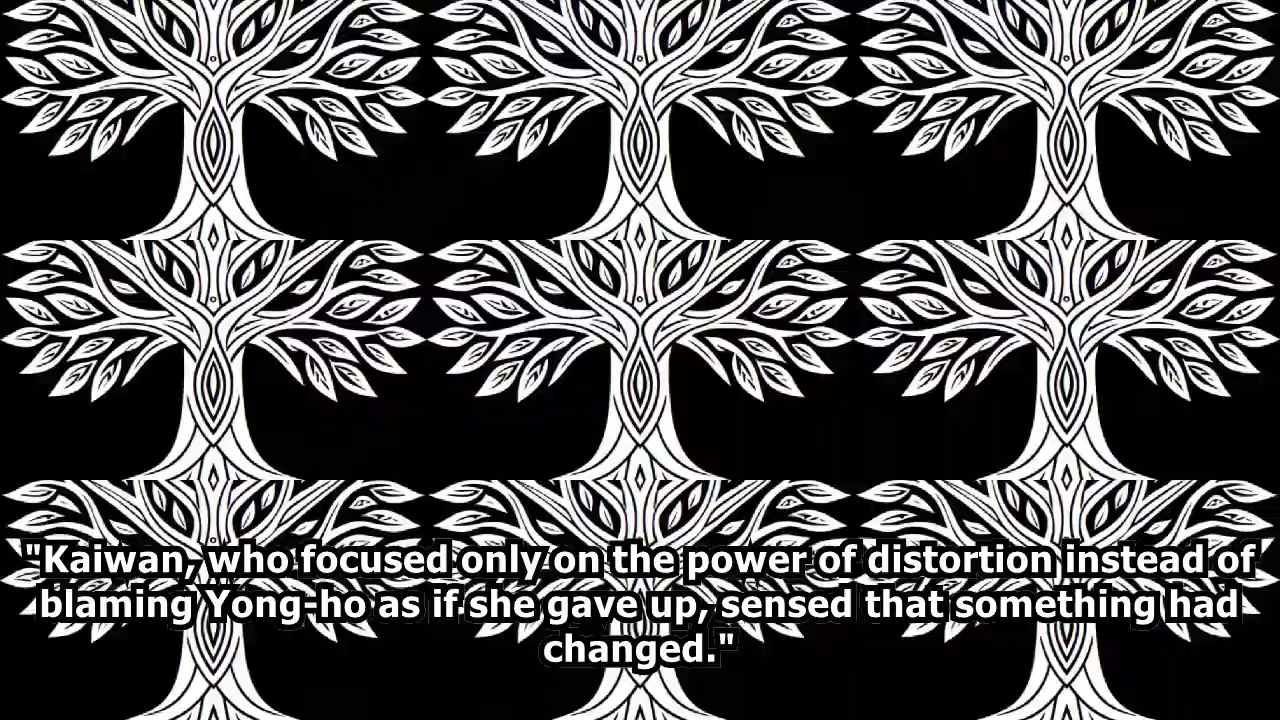 "Kaiwan, who focused only on the power of distortion instead of
blaming Yong-ho as if she gave up, sensed that something had
changed."